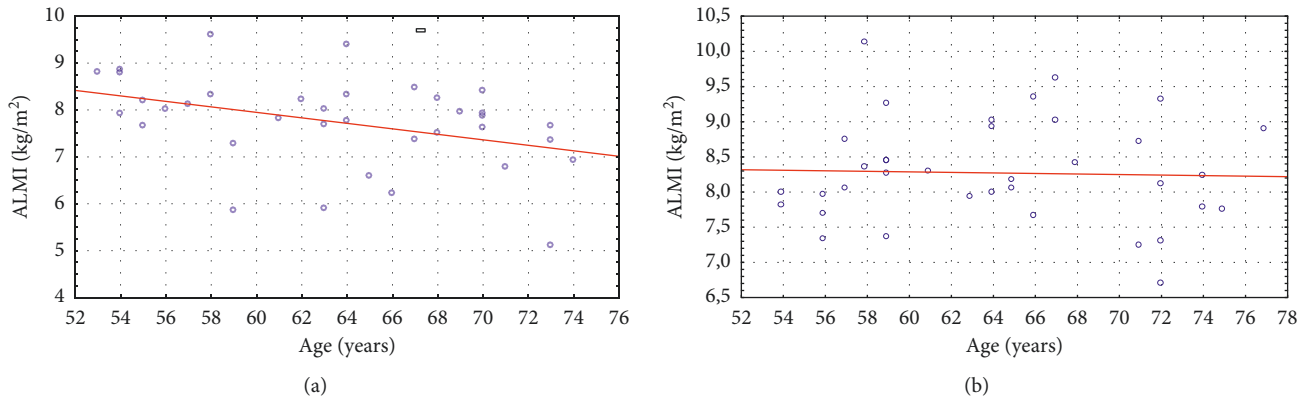 10
9
8
7
6
5
4
ALMI (kg/m²)
52 54 56 58 60 62 64 66 68 70 72 74 76
Age (years)
(a)
10,5
10,0
9,5
9,0
8,5
8,0
7,5
7,0
6,5
ALMI (kg/m²)
52 54 56 58 60 62 64 66 68 70 72 74 76 78
Age (years)
(b)